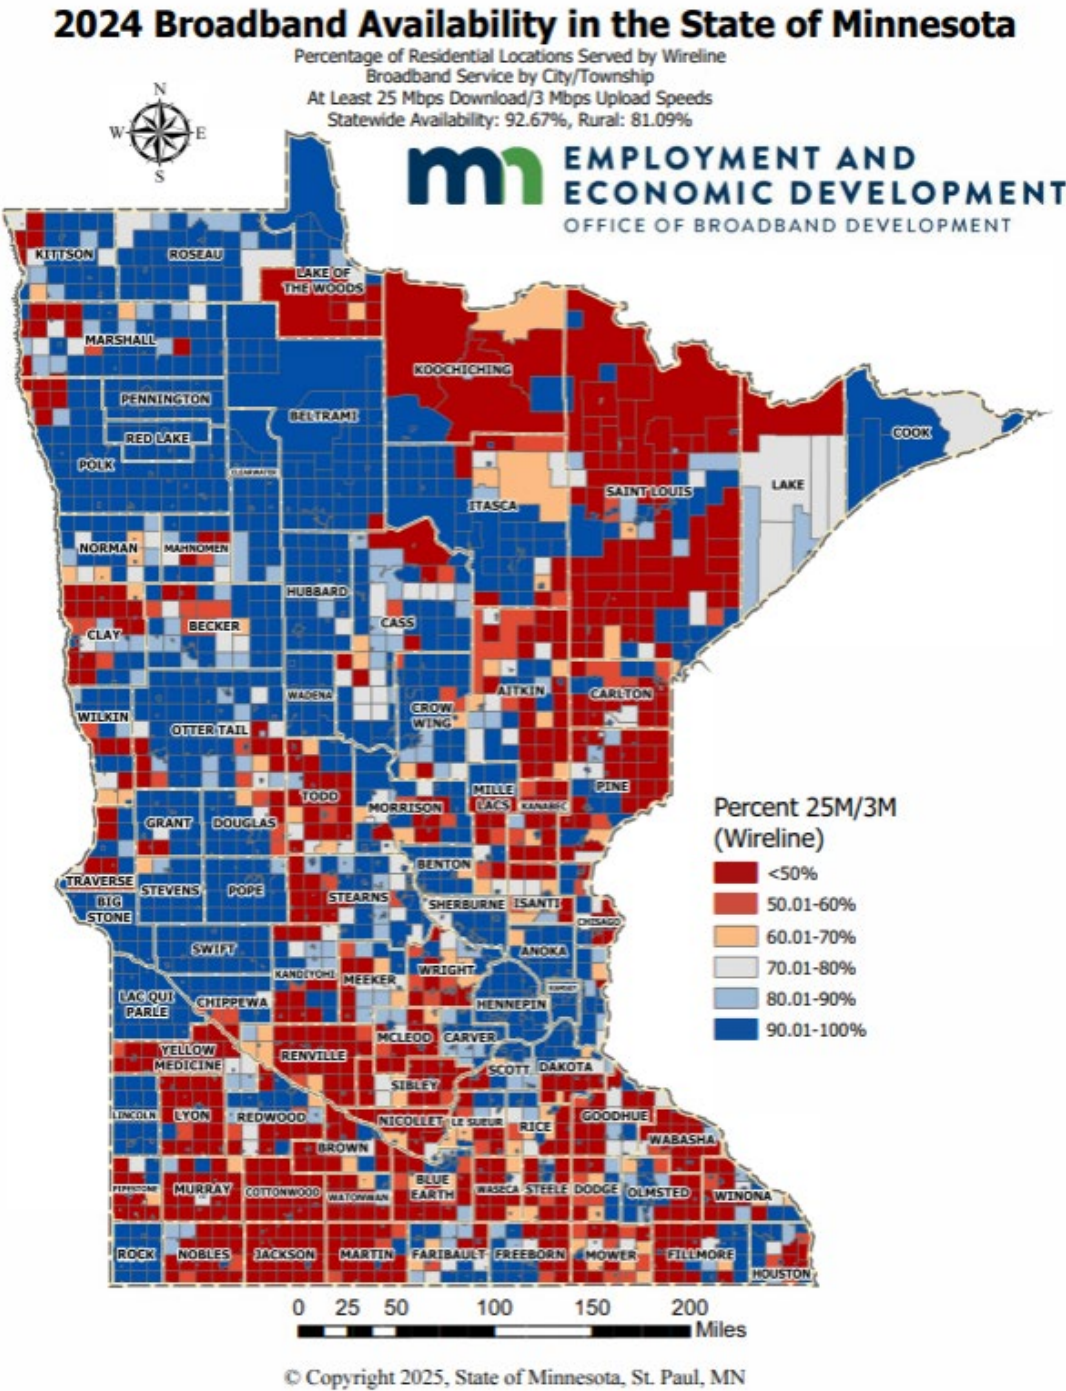 2024 Broadband Availability in the State of Minnesota
Percentage of Residential Locations Served by Wireline
Broadband Service by City/Township
At Least 25 Mbps Download/3 Mbps Upload Speeds
Statewide Availability: 92.67%, Rural: 81.09%
N
W E
S
mn
EMPLOYMENT AND
ECONOMIC DEVELOPMENT
OFFICE OF BROADBAND DEVELOPMENT
KITTSON
ROSEAU
LAKE OF
THE WOODS
MARSHALL
KOOCHICHING
PENNINGTON
BELTRAMI
RED LAKE
COOK
POLK
CLEARWATER
ITASCA
SAINT LOUIS
LAKE
NORMAN
MAHNOMEN
HUBBARD
CASS
CLAY
BECKER
WADENA
AITKIN
CARLTON
CROW
WING
WILKIN
OTTER TAIL
TODD
MORRISON
MILLE
LACS
KANABEC
PINE
GRANT
DOUGLAS
BENTON
TRAVERSE
STEVENS
POPE
STEARNS
SHERBURNE
ISANTI
BIG
STONE
CHISAGO
SWIFT
ANOKA
KANDIYOHI
MEEKER
WRIGHT
RAMSEY
LAC QUI
PARLE
CHIPPEWA
HENNEPIN
MCLEOD
CARVER
YELLOW
MEDICINE
RENVILLE
SCOTT
DAKOTA
SIBLEY
LINCOLN
LYON
REDWOOD
NICOLLET
LE SUEUR
RICE
GOODHUE
WABASHA
BROWN
PIPESTONE
MURRAY
COTTONWOOD
WATONWAN
BLUE
EARTH
WASECA
STEELE
DODGE
OLMSTED
WINONA
ROCK
NOBLES
JACKSON
MARTIN
FARIBAULT
FREEBORN
MOWER
FILLMORE
HOUSTON
Percent 25M/3M
(Wireline)
<50%
50.01-60%
60.01-70%
70.01-80%
80.01-90%
90.01-100%
0 25 50 100 150 200
Miles
© Copyright 2025, State of Minnesota, St. Paul, MN